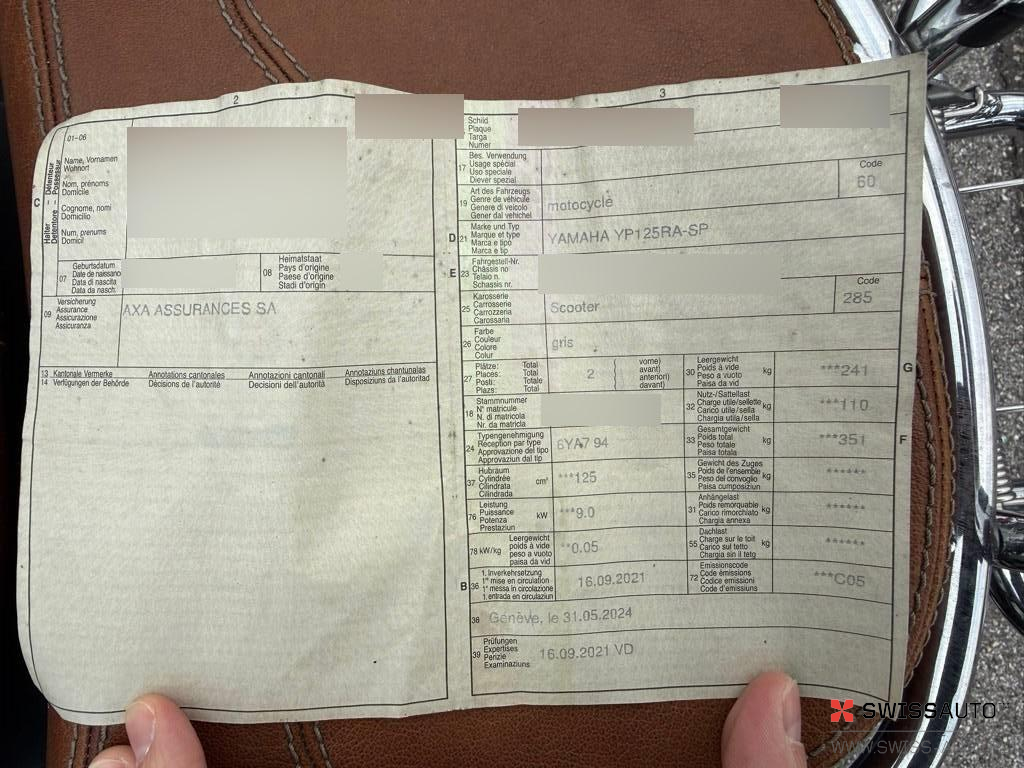 2
01–06
C
Halter – Détenteur
Detentore – Possessur
Name, Vornamen
Wohnort
Nom, prénoms
Domicile
Cognome, nomi
Domicilio
Num, prenums
Domicil
07
Geburtsdatum
Date de naissance
Data di nascita
Data da nasch.
08
Heimatstaat
Pays d'origine
Paese d'origine
Stadi d'origin
09
Versicherung
Assurance
Assicurazione
Assicuranza
AXA ASSURANCES SA
13 Kantonale Vermerke Annotations cantonales Annotazioni cantonali Annotaziuns chantunalas
14 Verfügungen der Behörde Décisions de l'autorité Decisioni dell'autorità Disposiziuns da l'autoritad
3
Schild
Plaque
Targa
Numer
17
Bes. Verwendung
Usage spécial
Uso speciale
Diever spezial
19
Art des Fahrzeugs
Genre de véhicule
Genere di veicolo
Gener dal vehichel
motocycle
Code
60
D 21
Marke und Typ
Marque et type
Marca e tipo
Marca e tip
YAMAHA YP125RA-SP
E 23
Fahrgestell-Nr.
Châssis no
Telaio n.
Schassis nr.
25
Karosserie
Carrosserie
Carrozzeria
Carossaria
Scooter
Code
285
26
Farbe
Couleur
Colore
Colur
gris
27
Plätze: Total
Places: Total
Posti: Totale
Plazs: Total
2
vorne)
avant)
anteriori)
davant)
30
Leergewicht
Poids à vide
Peso a vuoto
Paisa da vid
kg
***241
G
18
Stammnummer
N° matricule
N. di matricola
Nr. da matricla
32
Nutz-/Sattellast
Charge utile/sellette
Carico utile/sella
Chargia utila/sella
kg
***110
24
Typengenehmigung
Réception par type
Approvazione del tipo
Approvaziun dal tip
6YA7 94
33
Gesamtgewicht
Poids total
Peso totale
Paisa totala
kg
***351
F
37
Hubraum
Cylindrée
Cilindrata
Cilindrada
cm³
***125
35
Gewicht des Zuges
Poids de l'ensemble
Peso del convoglio
Paisa cumposiziun
kg
******
76
Leistung
Puissance
Potenza
Prestaziun
kW
***9.0
31
Anhängelast
Poids remorquable
Carico rimorchiato
Chargia annexa
kg
******
78 kW/kg
Leergewicht
poids à vide
peso a vuoto
paisa da vid
**0.05
55
Dachlast
Charge sur le toit
Carico sul tetto
Chargia sin il tetg
kg
******
B 36
1. Inverkehrsetzung
1re mise en circulation
1a messa in circolazione
1. entrada en circulaziun
16.09.2021
72
Emissionscode
Code émissions
Codice emissioni
Code d'emissiuns
***C05
38
Genève, le 31.05.2024
39
Prüfungen
Expertises
Perizie
Examinaziuns
16.09.2021 VD
SWISSAUTO